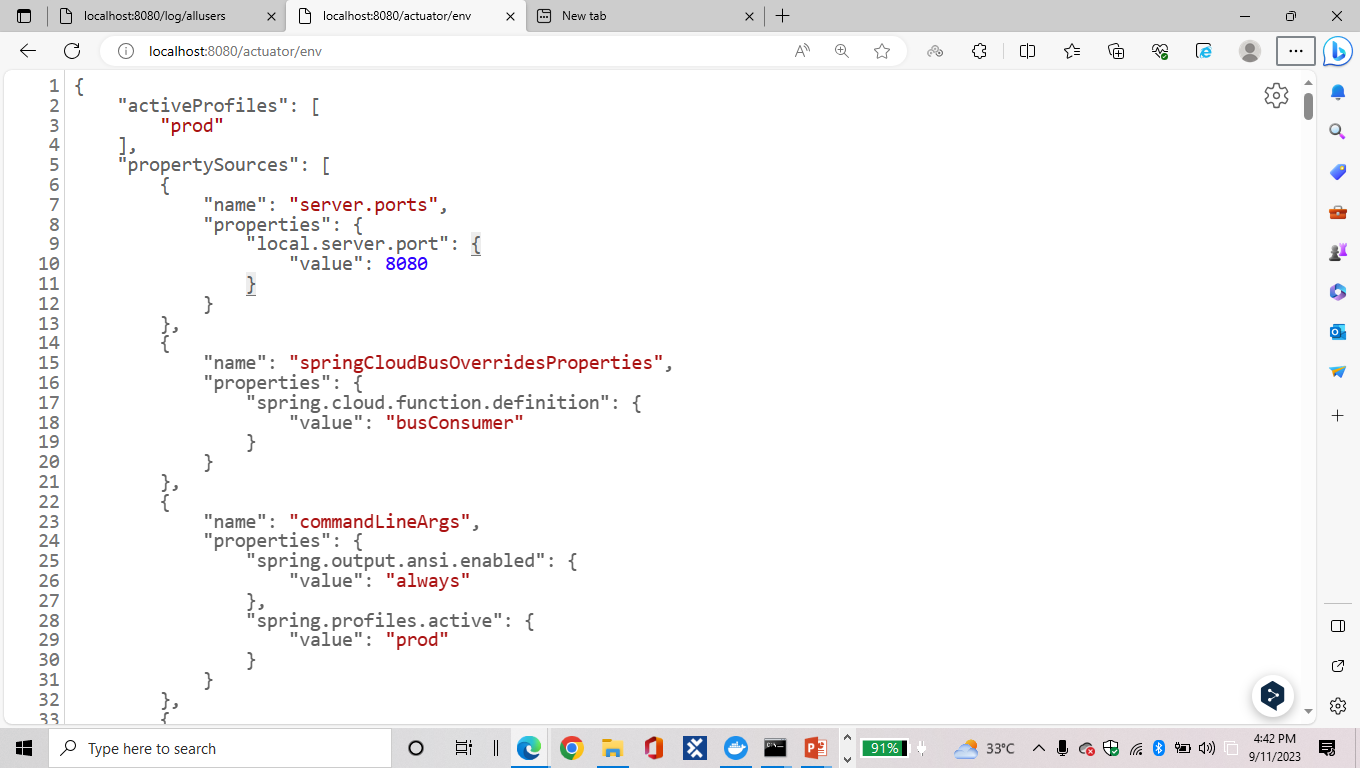 localhost:8080/log/allusers
localhost:8080/actuator/env
New tab
localhost:8080/actuator/env
1 {
2     "activeProfiles": [
3         "prod"
4     ],
5     "propertySources": [
6         {
7             "name": "server.ports",
8             "properties": {
9                 "local.server.port": {
10                     "value": 8080
11                 }
12             }
13         },
14         {
15             "name": "springCloudBusOverridesProperties",
16             "properties": {
17                 "spring.cloud.function.definition": {
18                     "value": "busConsumer"
19                 }
20             }
21         },
22         {
23             "name": "commandLineArgs",
24             "properties": {
25                 "spring.output.ansi.enabled": {
26                     "value": "always"
27                 },
28                 "spring.profiles.active": {
29                     "value": "prod"
30                 }
31             }
32         },
33         {
Type here to search
91%
33°C
4:42 PM
9/11/2023